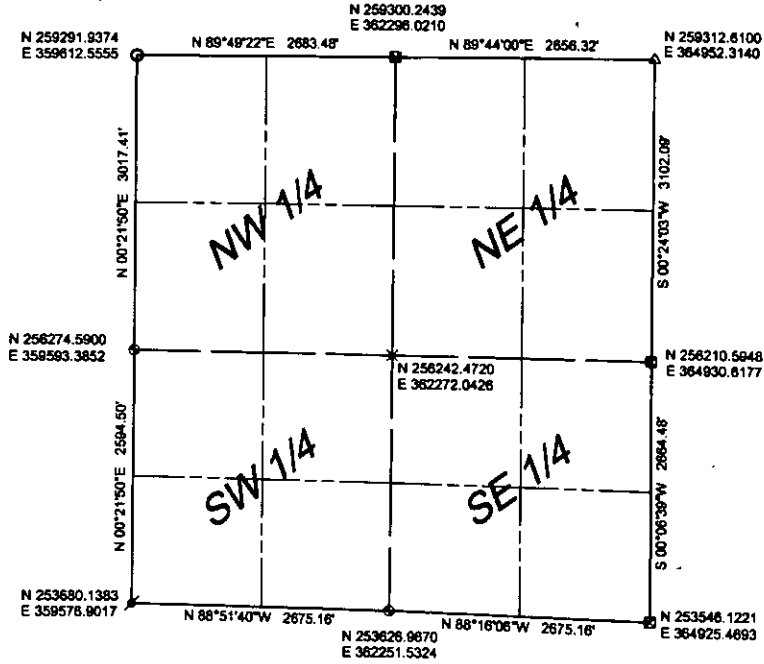 N 259300.2439
E 362296.0210
N 259291.9374
E 359612.5555
N 89°49'22"E 2683.48'
N 89°44'00"E 2656.32'
N 259312.6100
E 364952.3140
N 00°21'50"E 3017.41'
NW 1/4
NE 1/4
S 00°24'03"W 3102.09'
N 256274.5900
E 359593.3852
N 256242.4720
E 362272.0426
N 256210.5948
E 364930.6177
N 00°21'50"E 2594.50'
SW 1/4
SE 1/4
S 00°06'39"W 2664.48'
N 253680.1383
E 359576.9017
N 88°51'40"W 2675.16'
N 253626.9670
E 362251.5324
N 88°16'06"W 2675.16'
N 253546.1221
E 364925.4693